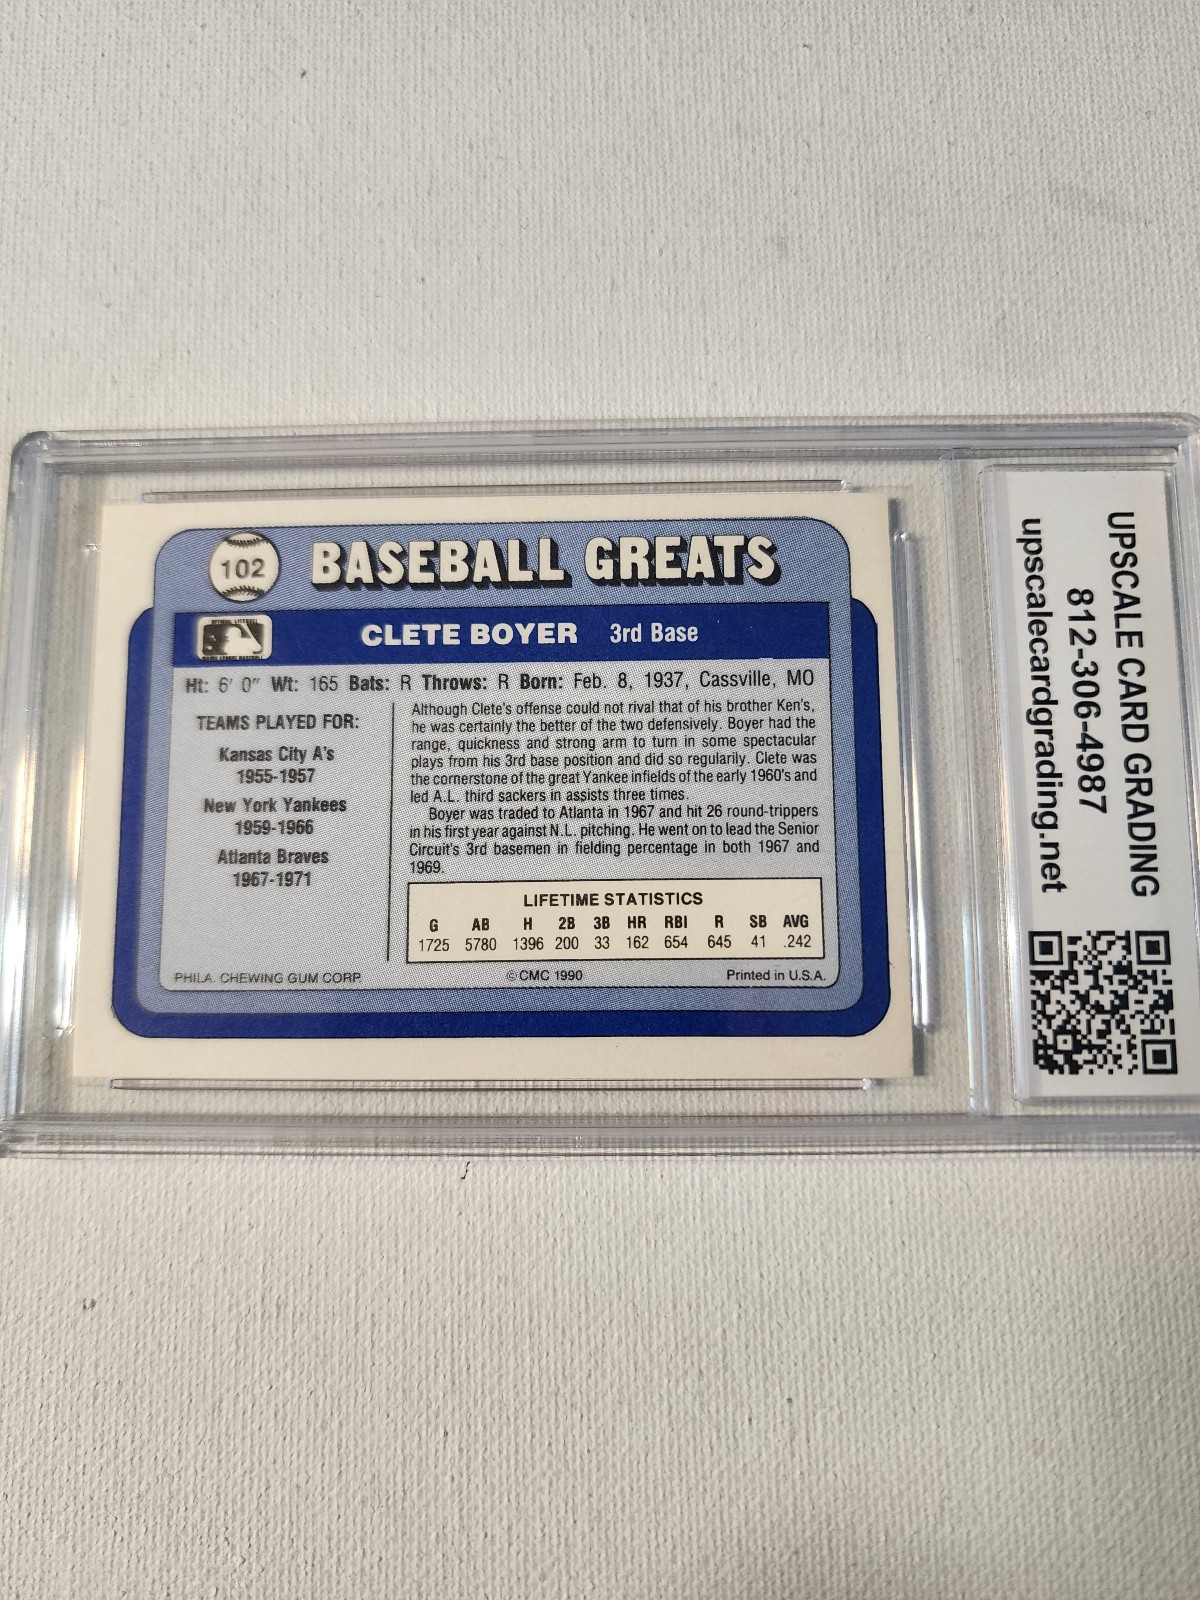 102
BASEBALL GREATS
CLETE BOYER 3rd Base
Ht: 6' 0" Wt: 165 Bats: R Throws: R Born: Feb. 8, 1937, Cassville, MO
TEAMS PLAYED FOR:
Kansas City A's
1955-1957
New York Yankees
1959-1966
Atlanta Braves
1967-1971
Although Clete's offense could not rival that of his brother Ken's,
he was certainly the better of the two defensively. Boyer had the
range, quickness and strong arm to turn in some spectacular
plays from his 3rd base position and did so regularly. Clete was
the cornerstone of the great Yankee infields of the early 1960's and
led A.L. third sackers in assists three times.
Boyer was traded to Atlanta in 1967 and hit 26 round-trippers
in his first year against N.L. pitching. He went on to lead the Senior
Circuit's 3rd basemen in fielding percentage in both 1967 and
1969.
LIFETIME STATISTICS
G AB H 2B 3B HR RBI R SB AVG
1725 5780 1396 200 33 162 654 645 41 .242
PHILA. CHEWING GUM CORP. © CMC 1990 Printed in U.S.A.
UPSCALE CARD GRADING
812-306-4987
upscalecardgrading.net